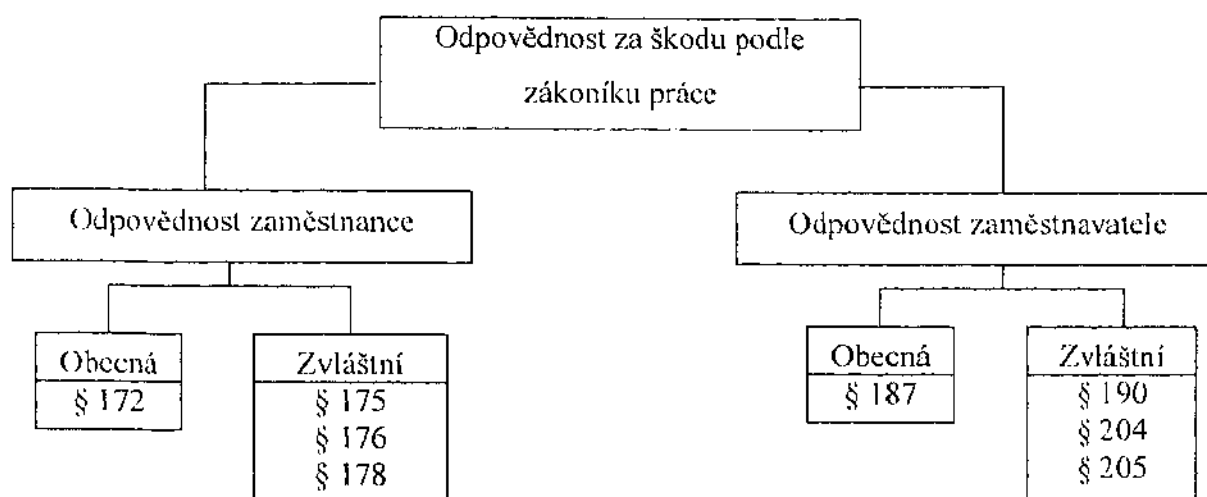 Odpovědnost za škodu podle
zákoníku práce
Odpovědnost zaměstnance
Odpovědnost zaměstnavatele
Obecná
§ 172
Zvláštní
§ 175
§ 176
§ 178
Obecná
§ 187
Zvláštní
§ 190
§ 204
§ 205